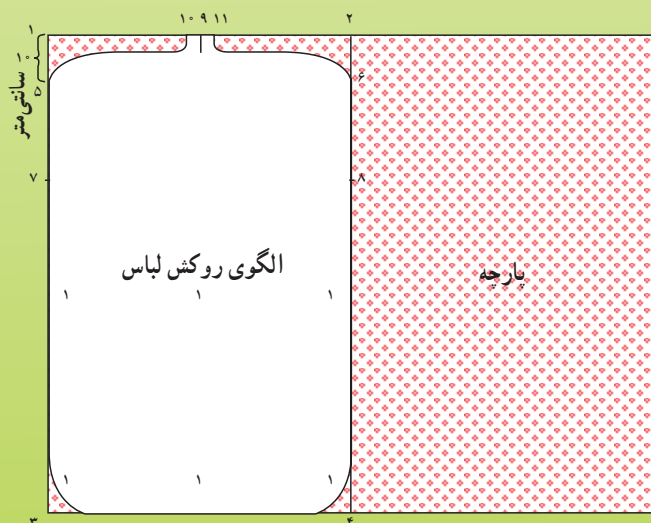 ۱
۱۰ ۹ ۱۱
۲
۱۰ سانتی‌متر
۵
۶
۷
۸
الگوی روکش لباس
پارچه
۱ ۱ ۱
۱ ۱ ۱
۳
۴